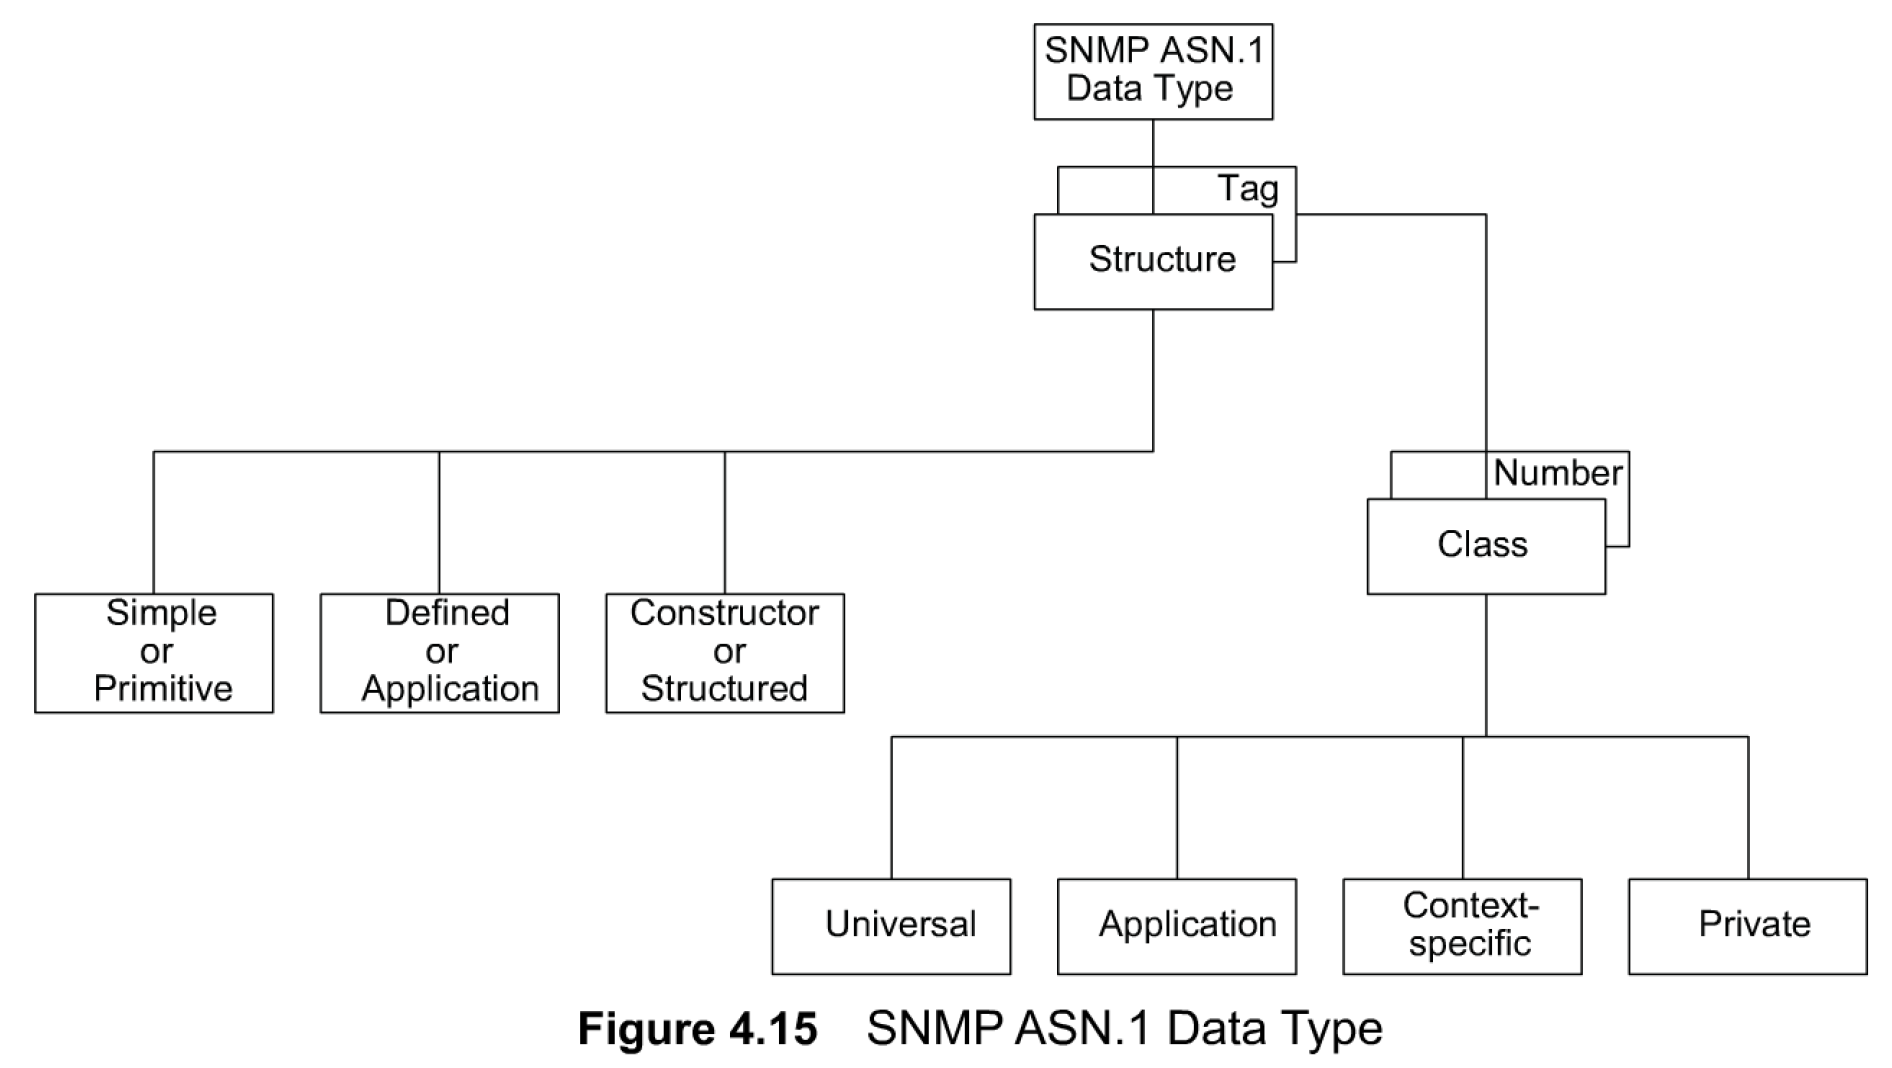 SNMP ASN.1
Data Type
Tag
Structure
Number
Class
Simple
or
Primitive
Defined
or
Application
Constructor
or
Structured
Universal
Application
Context-
specific
Private
Figure 4.15 SNMP ASN.1 Data Type